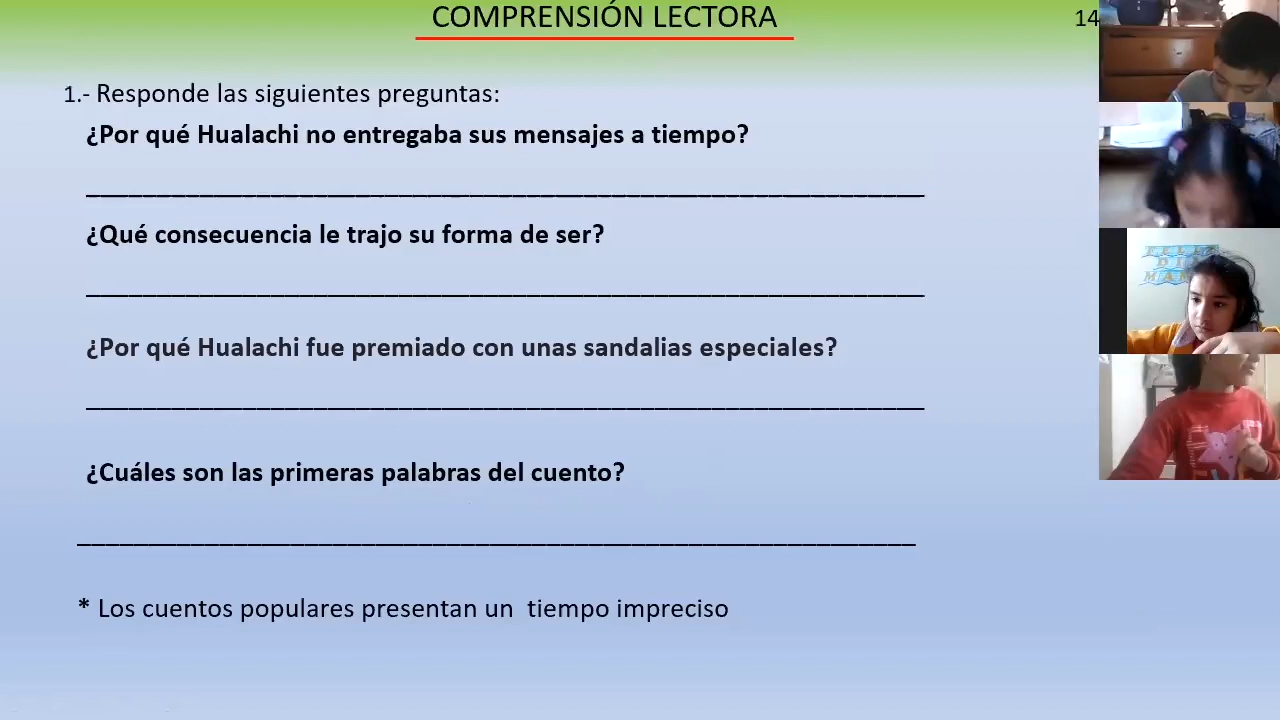 COMPRENSIÓN LECTORA
14
1.- Responde las siguientes preguntas:
¿Por qué Hualachi no entregaba sus mensajes a tiempo?
¿Qué consecuencia le trajo su forma de ser?
¿Por qué Hualachi fue premiado con unas sandalias especiales?
¿Cuáles son las primeras palabras del cuento?
* Los cuentos populares presentan un tiempo impreciso
FELIZ